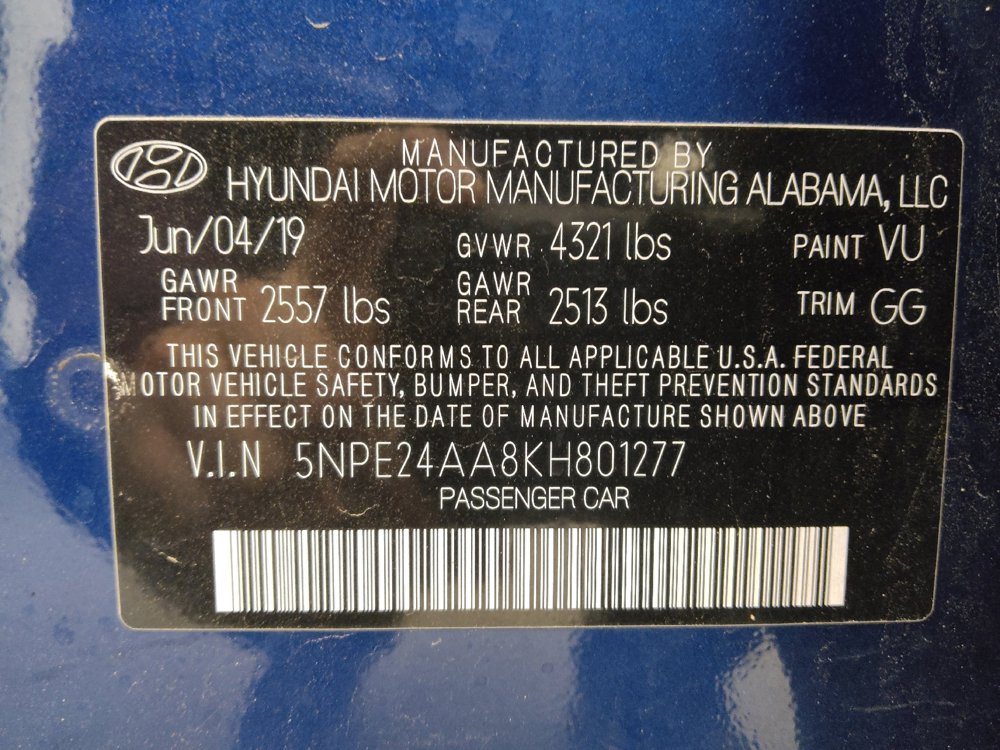 MANUFACTURED BY
HYUNDAI MOTOR MANUFACTURING ALABAMA, LLC
Jun/04/19 GVWR 4321 lbs PAINT VU
GAWR FRONT 2557 lbs GAWR REAR 2513 lbs TRIM GG
THIS VEHICLE CONFORMS TO ALL APPLICABLE U.S.A. FEDERAL
MOTOR VEHICLE SAFETY, BUMPER, AND THEFT PREVENTION STANDARDS
IN EFFECT ON THE DATE OF MANUFACTURE SHOWN ABOVE
V.I.N 5NPE24AA8KH801277
PASSENGER CAR